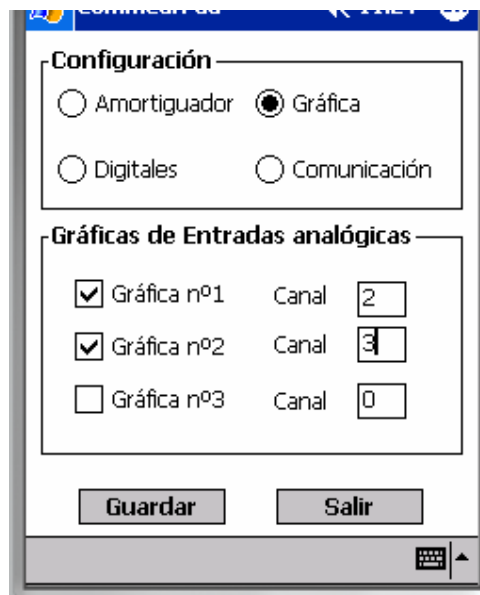 Configuración
Amortiguador Gráfica
Digitales Comunicación
Gráficas de Entradas analógicas
Gráfica nº1 Canal 2
Gráfica nº2 Canal 3
Gráfica nº3 Canal 0
Guardar Salir